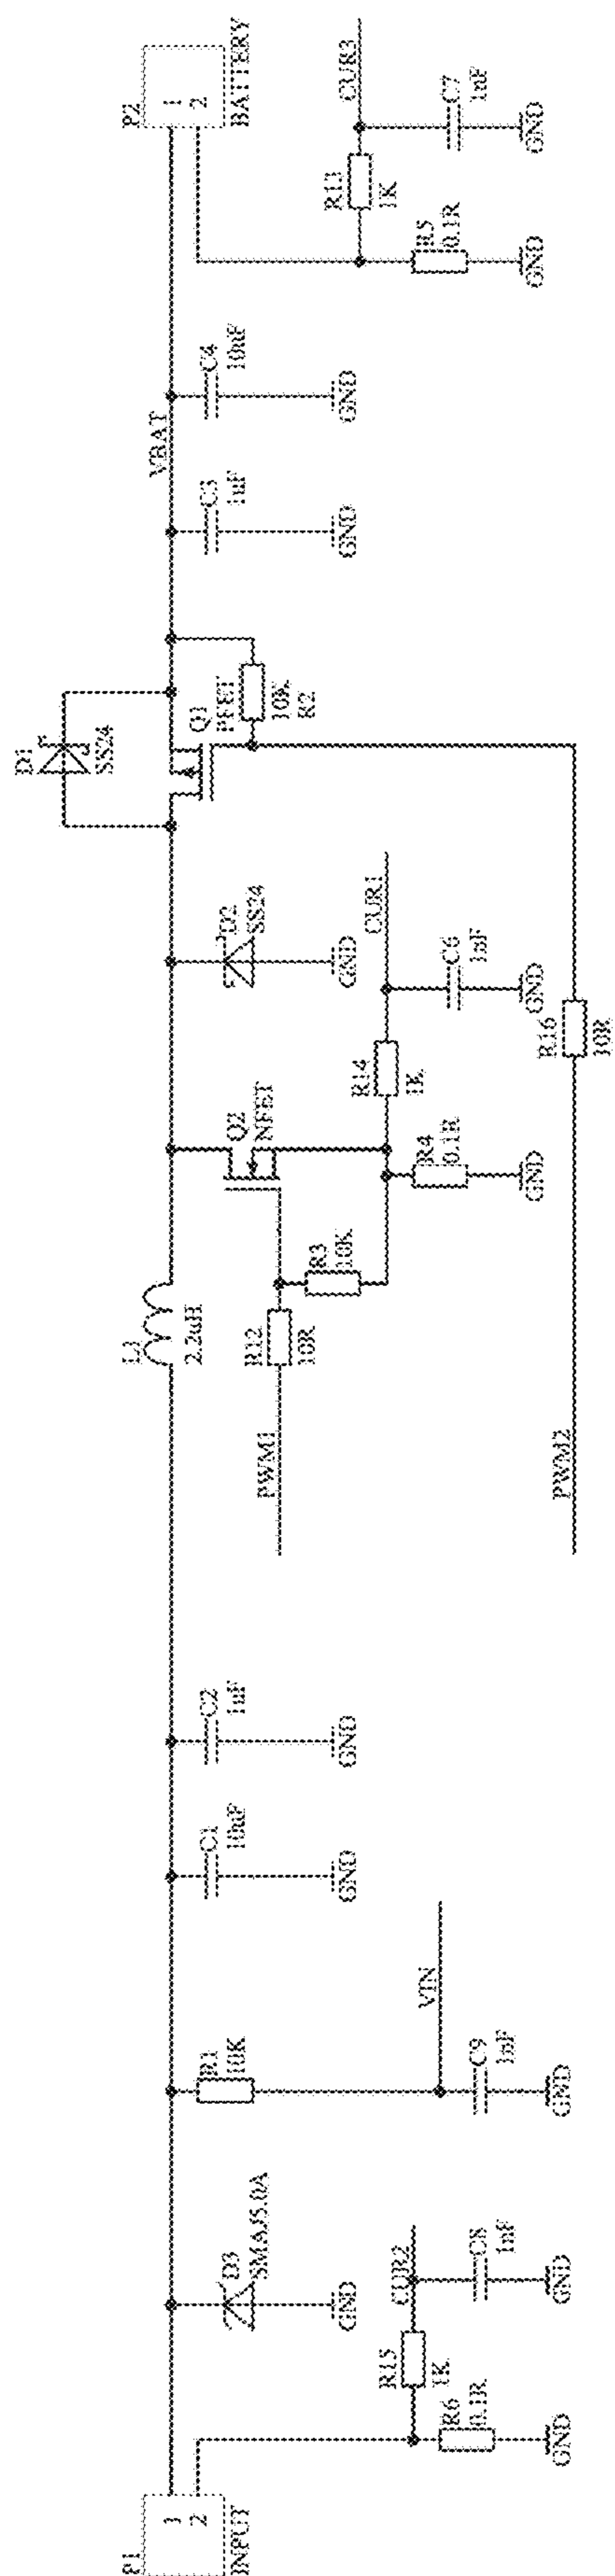 P1
1
2
INPUT
D3
SMAJ5.0A
GND
CUR2
R15
1K
R6
0.1R
GND
C8
1nF
GND
R1
10K
VIN
C9
1nF
GND
C1
10uF
GND
C2
1uF
GND
L1
2.2uH
PWM1
R12
10R
R3
10K
Q2
NFET
R14
1K
CUR1
R4
0.1R
GND
C6
1nF
GND
D2
SS24
GND
PWM2
R16
10R
D1
SS24
Q1
PFET
10K
R2
VBAT
C3
1uF
GND
C4
10uF
GND
P2
1
2
BATTERY
R13
1K
CUR3
R5
0.1R
GND
C7
1nF
GND